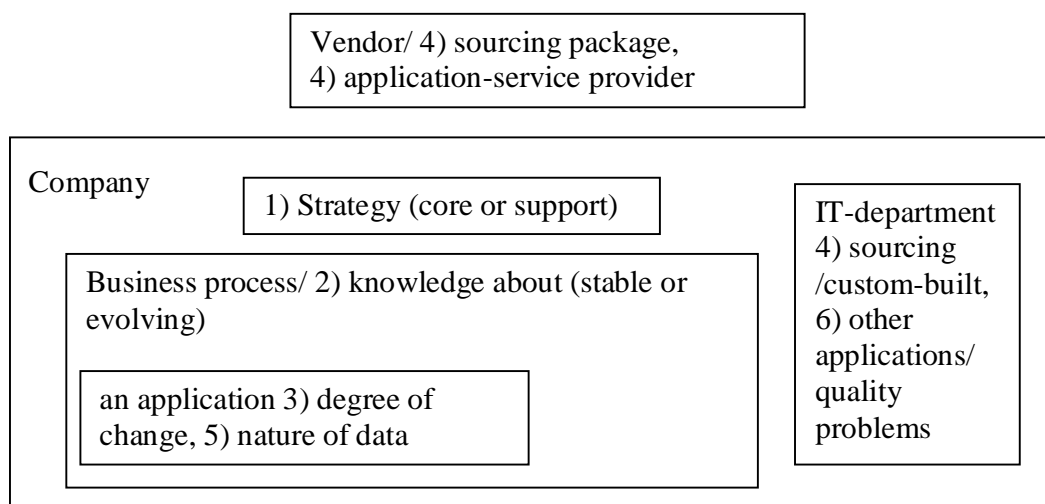 Vendor/ 4) sourcing package,
4) application-service provider
Company
1) Strategy (core or support)
Business process/ 2) knowledge about (stable or
evolving)
an application 3) degree of
change, 5) nature of data
IT-department
4) sourcing
/custom-built,
6) other
applications/
quality
problems